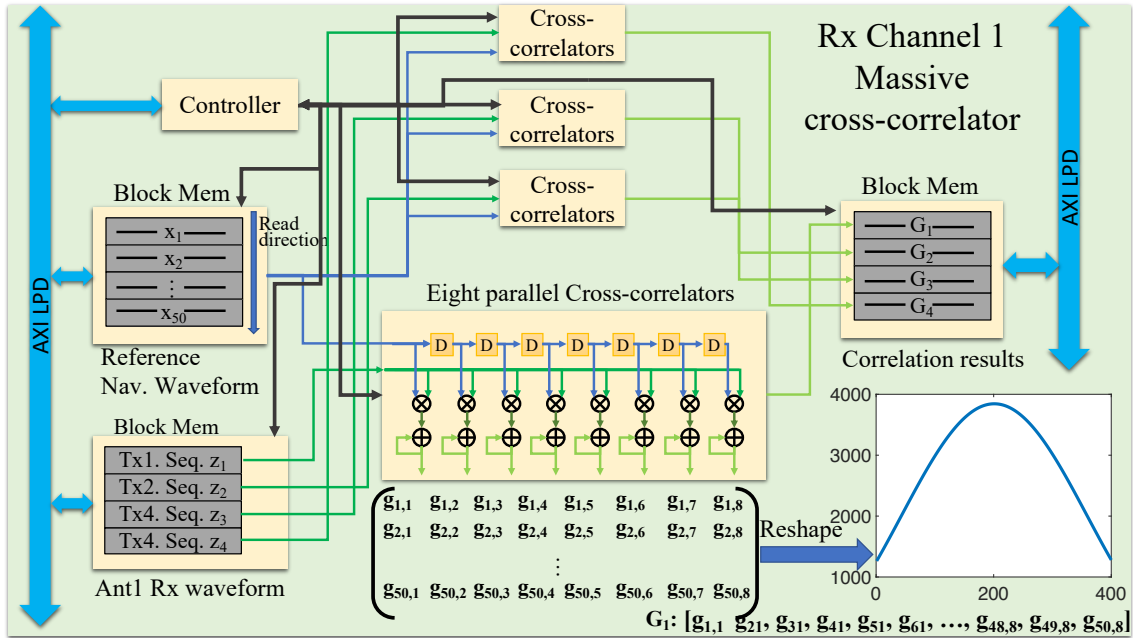 Rx Channel 1
Massive
cross-correlator
AXI LPD
AXI LPD
Controller
Cross-
correlators
Cross-
correlators
Cross-
correlators
Block Mem
x₁
x₂
⋮
x₅₀
Read
direction
Reference
Nav. Waveform
Block Mem
Tx1. Seq. z₁
Tx2. Seq. z₂
Tx4. Seq. z₃
Tx4. Seq. z₄
Ant1 Rx waveform
Eight parallel Cross-correlators
D D D D D D D
g₁,₁ g₁,₂ g₁,₃ g₁,₄ g₁,₅ g₁,₆ g₁,₇ g₁,₈
g₂,₁ g₂,₂ g₂,₃ g₂,₄ g₂,₅ g₂,₆ g₂,₇ g₂,₈
⋮
g₅₀,₁ g₅₀,₂ g₅₀,₃ g₅₀,₄ g₅₀,₅ g₅₀,₆ g₅₀,₇ g₅₀,₈
Reshape
Block Mem
G₁
G₂
G₃
G₄
Correlation results
4000
3000
2000
1000
0 200 400
G₁: [g₁,₁ g₂₁, g₃₁, g₄₁, g₅₁, g₆₁, …, g₄₈,₈, g₄₉,₈, g₅₀,₈]